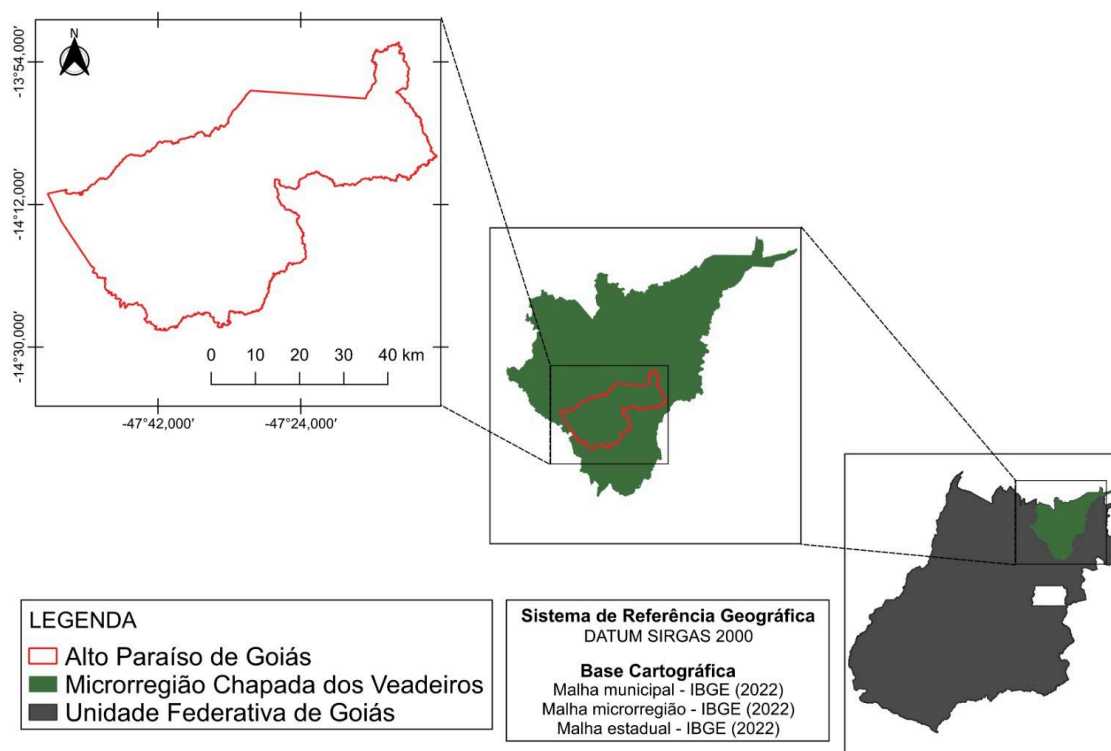 N
-13°54,000'
-14°12,000'
-14°30,000'
0 10 20 30 40 km
-47°42,000' -47°24,000'
LEGENDA
Alto Paraíso de Goiás
Microrregião Chapada dos Veadeiros
Unidade Federativa de Goiás
Sistema de Referência Geográfica
DATUM SIRGAS 2000
Base Cartográfica
Malha municipal - IBGE (2022)
Malha microrregião - IBGE (2022)
Malha estadual - IBGE (2022)